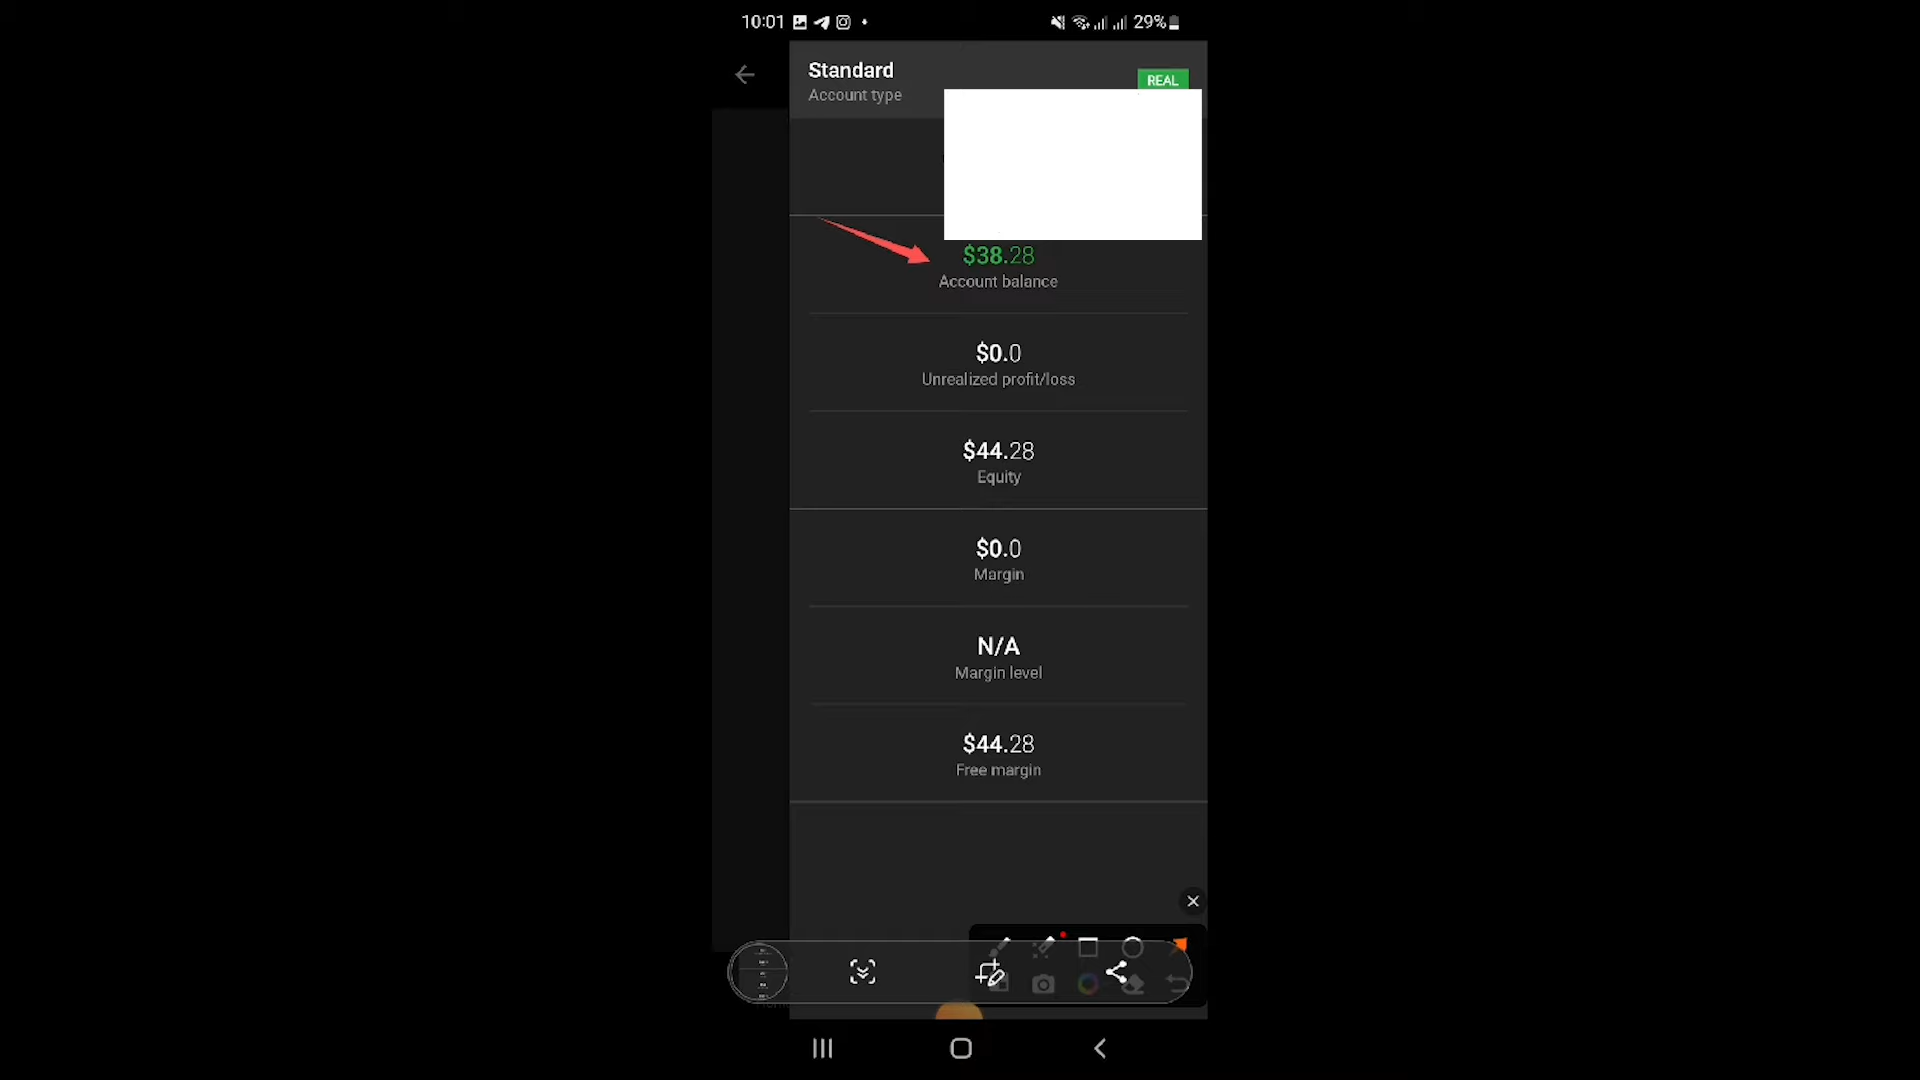 10:01 29%
Standard
REAL
Account type
$38.28
Account balance
$0.0
Unrealized profit/loss
$44.28
Equity
$0.0
Margin
N/A
Margin level
$44.28
Free margin